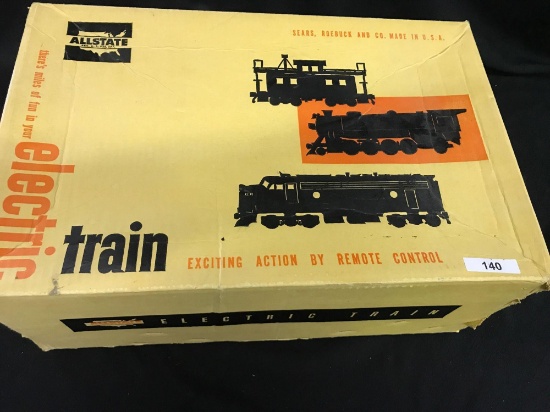 ALLSTATE
SEARS, ROEBUCK AND CO. MADE IN U.S.A.
there's miles of fun in your
electric
train
EXCITING ACTION BY REMOTE CONTROL
140
ELECTRIC TRAIN